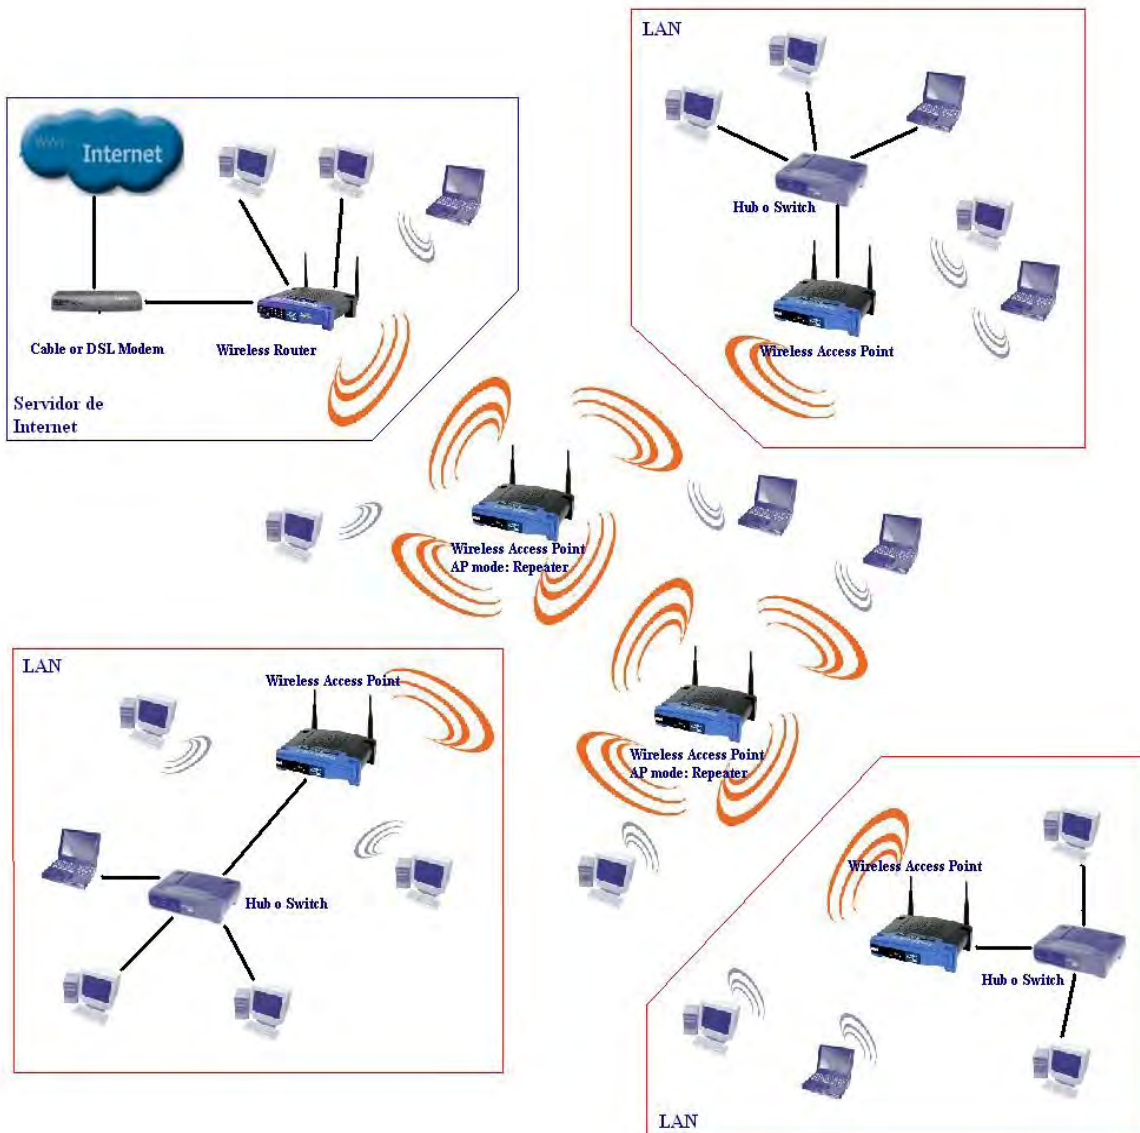 LAN
www
Internet
Hub o Switch
Wireless Access Point
Cable or DSL Modem
Wireless Router
Servidor de
Internet
Wireless Access Point
AP mode: Repeater
LAN
Wireless Access Point
Hub o Switch
Wireless Access Point
AP mode: Repeater
Wireless Access Point
Hub o Switch
LAN